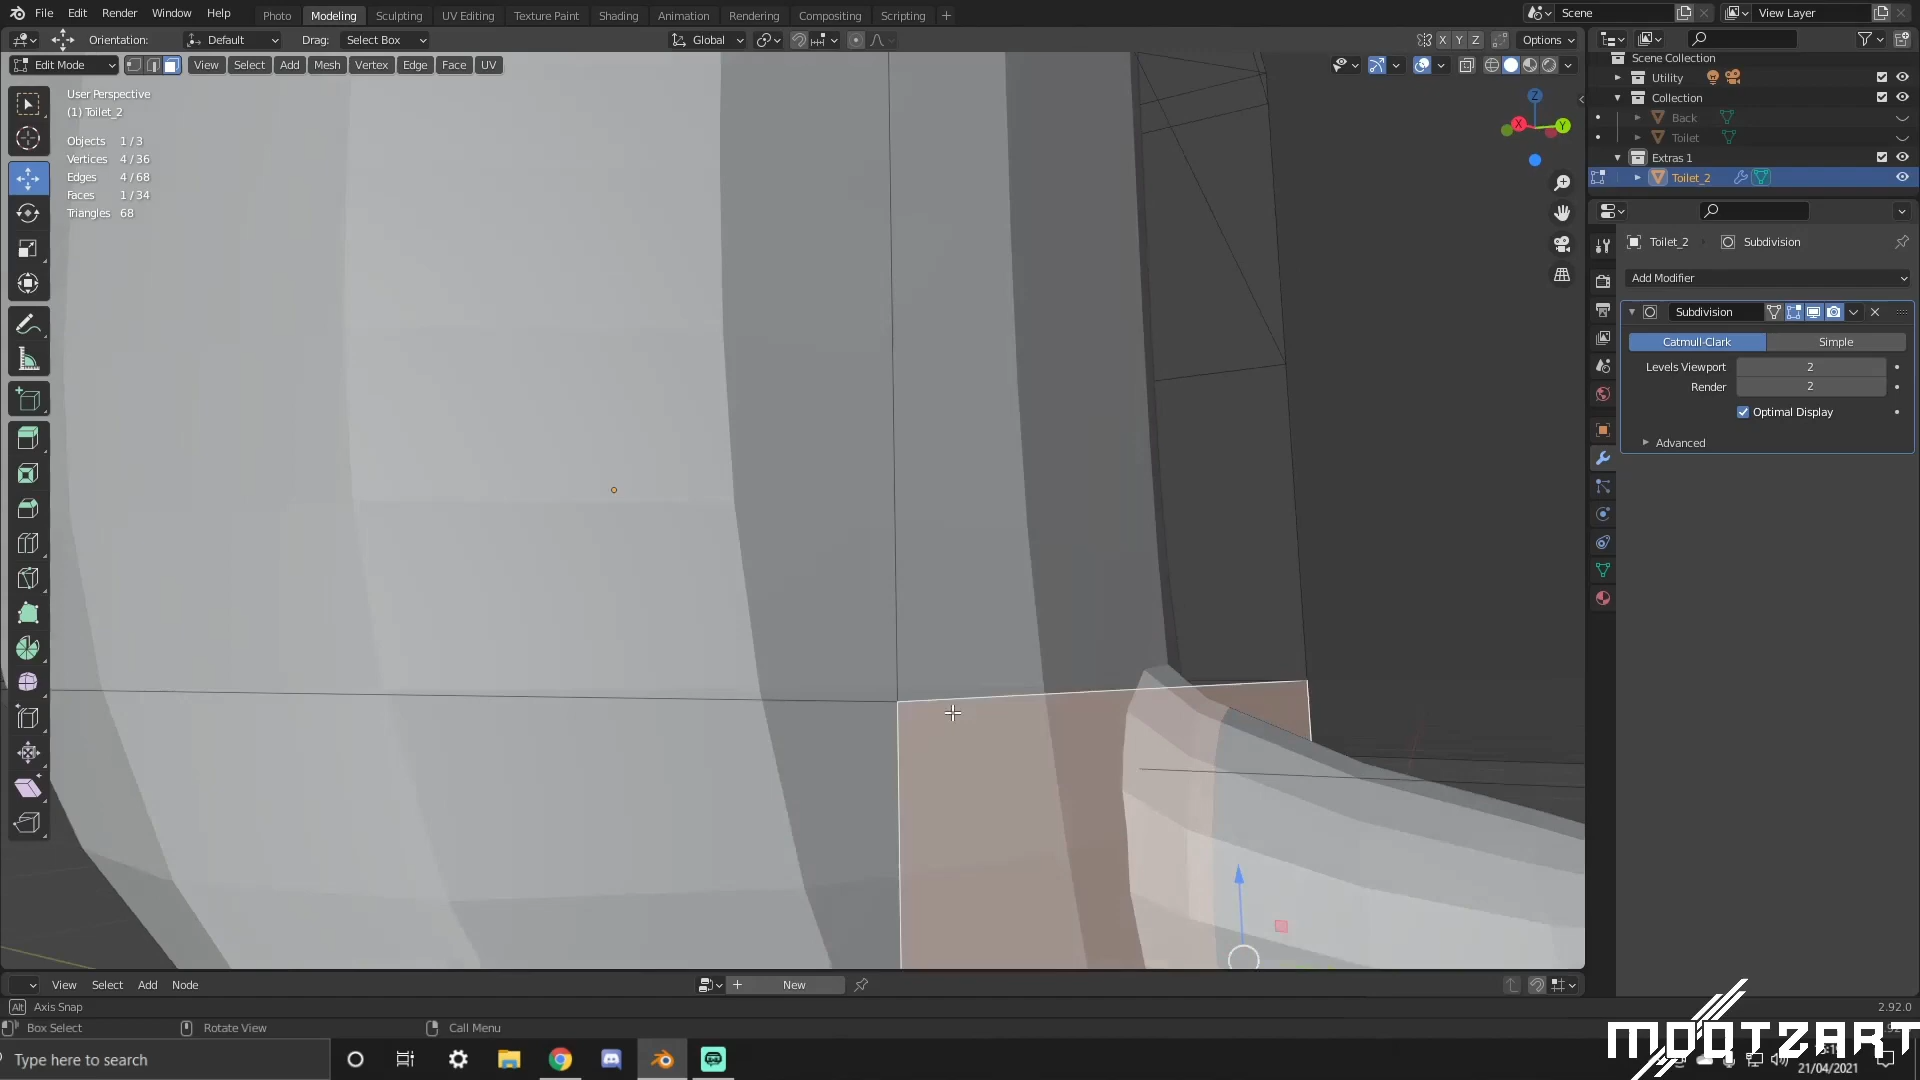 File Edit Render Window Help Photo Modeling Sculpting UV Editing Texture Paint Shading Animation Rendering Compositing Scripting + Scene View Layer
Orientation: Default Drag: Select Box Global X Y Z Options
Edit Mode View Select Add Mesh Vertex Edge Face UV
User Perspective
(1) Toilet_2
Objects 1 / 3
Vertices 4 / 36
Edges 4 / 68
Faces 1 / 34
Triangles 68
Z
X
Y
Scene Collection
Utility
Collection
Back
Toilet
Extras 1
Toilet_2
Toilet_2 Subdivision
Add Modifier
Subdivision
Catmull-Clark Simple
Levels Viewport 2
Render 2
Optimal Display
Advanced
View Select Add Node New
Alt Axis Snap 2.92.0
Box Select Rotate View Call Menu
MOOTZART
Type here to search
21/04/2021